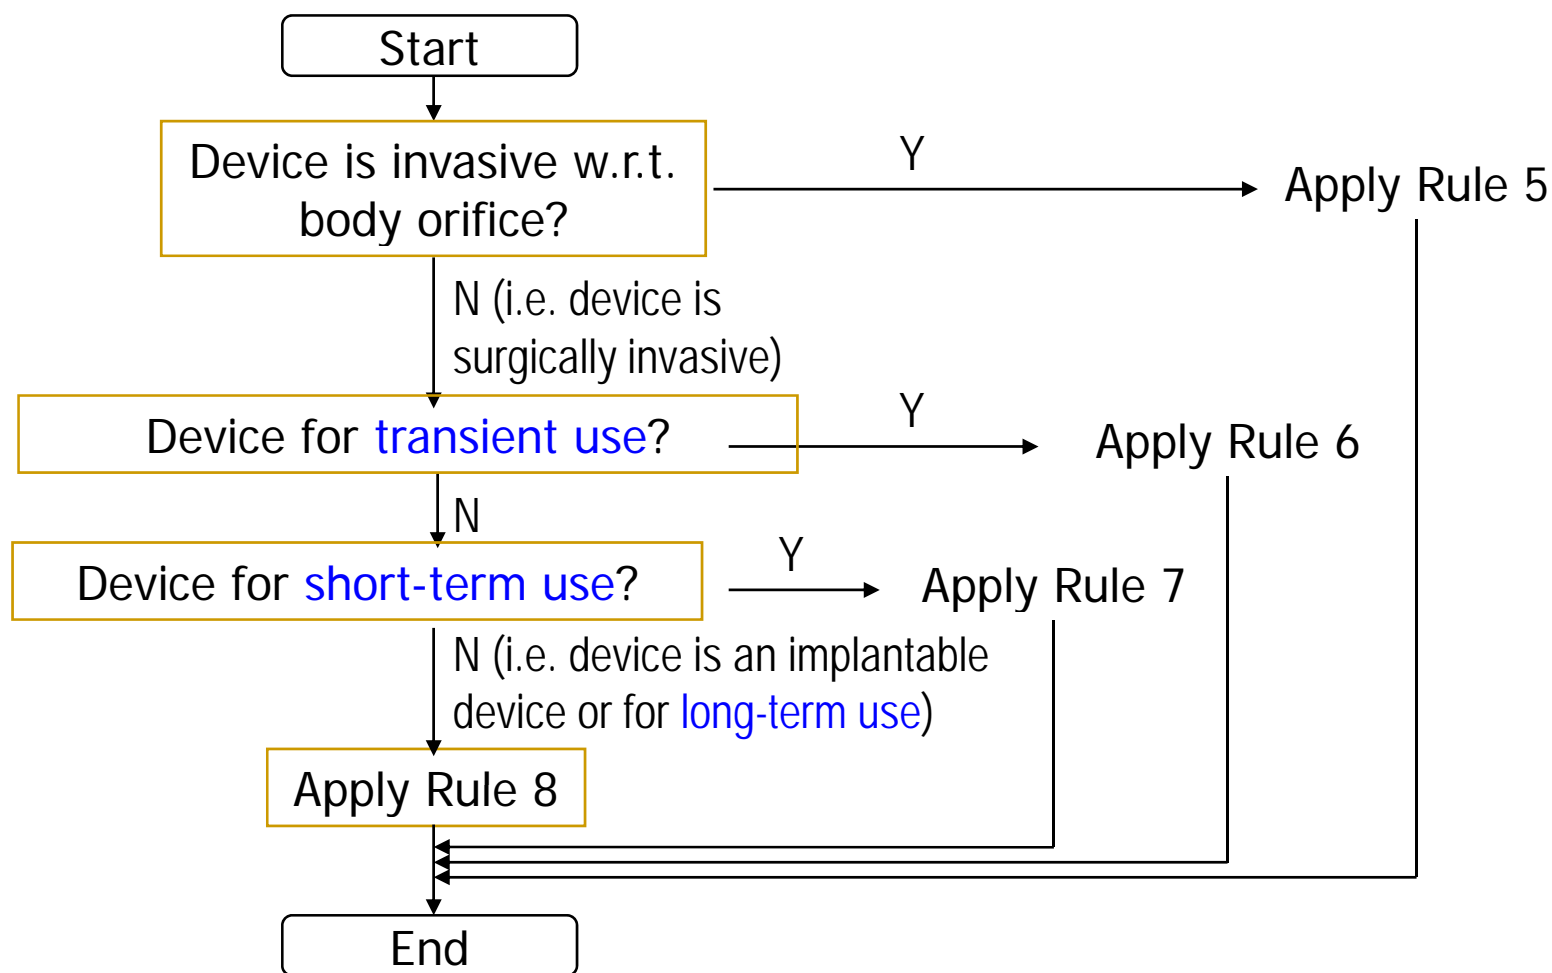 Start
Device is invasive w.r.t.
body orifice?
Y
Apply Rule 5
N (i.e. device is
surgically invasive)
Device for transient use?
Y
Apply Rule 6
N
Device for short-term use?
Y
Apply Rule 7
N (i.e. device is an implantable
device or for long-term use)
Apply Rule 8
End